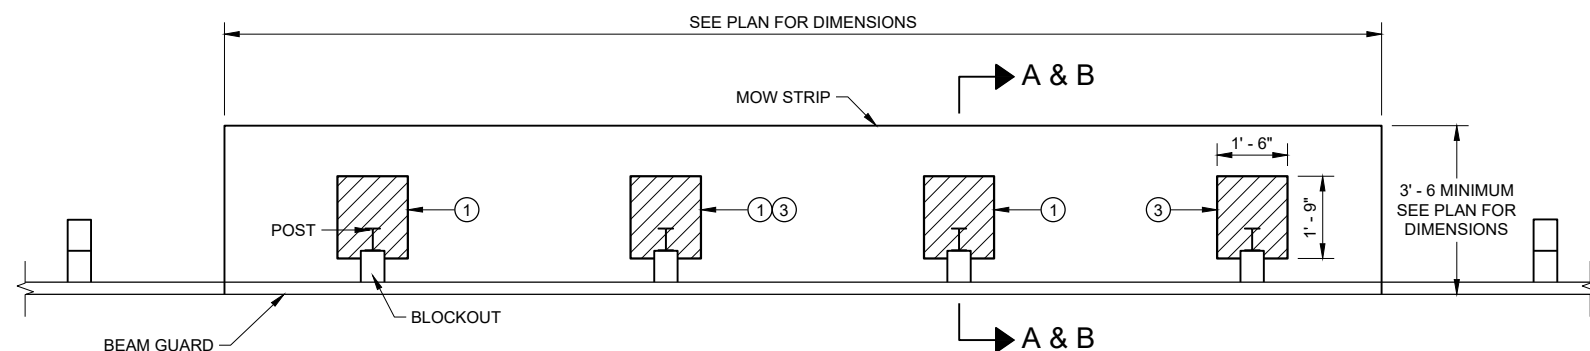 SEE PLAN FOR DIMENSIONS
A & B
MOW STRIP
1' - 6"
3' - 6 MINIMUM
SEE PLAN FOR
DIMENSIONS
1' - 9"
1
1 3
1
3
POST
BLOCKOUT
BEAM GUARD
A & B